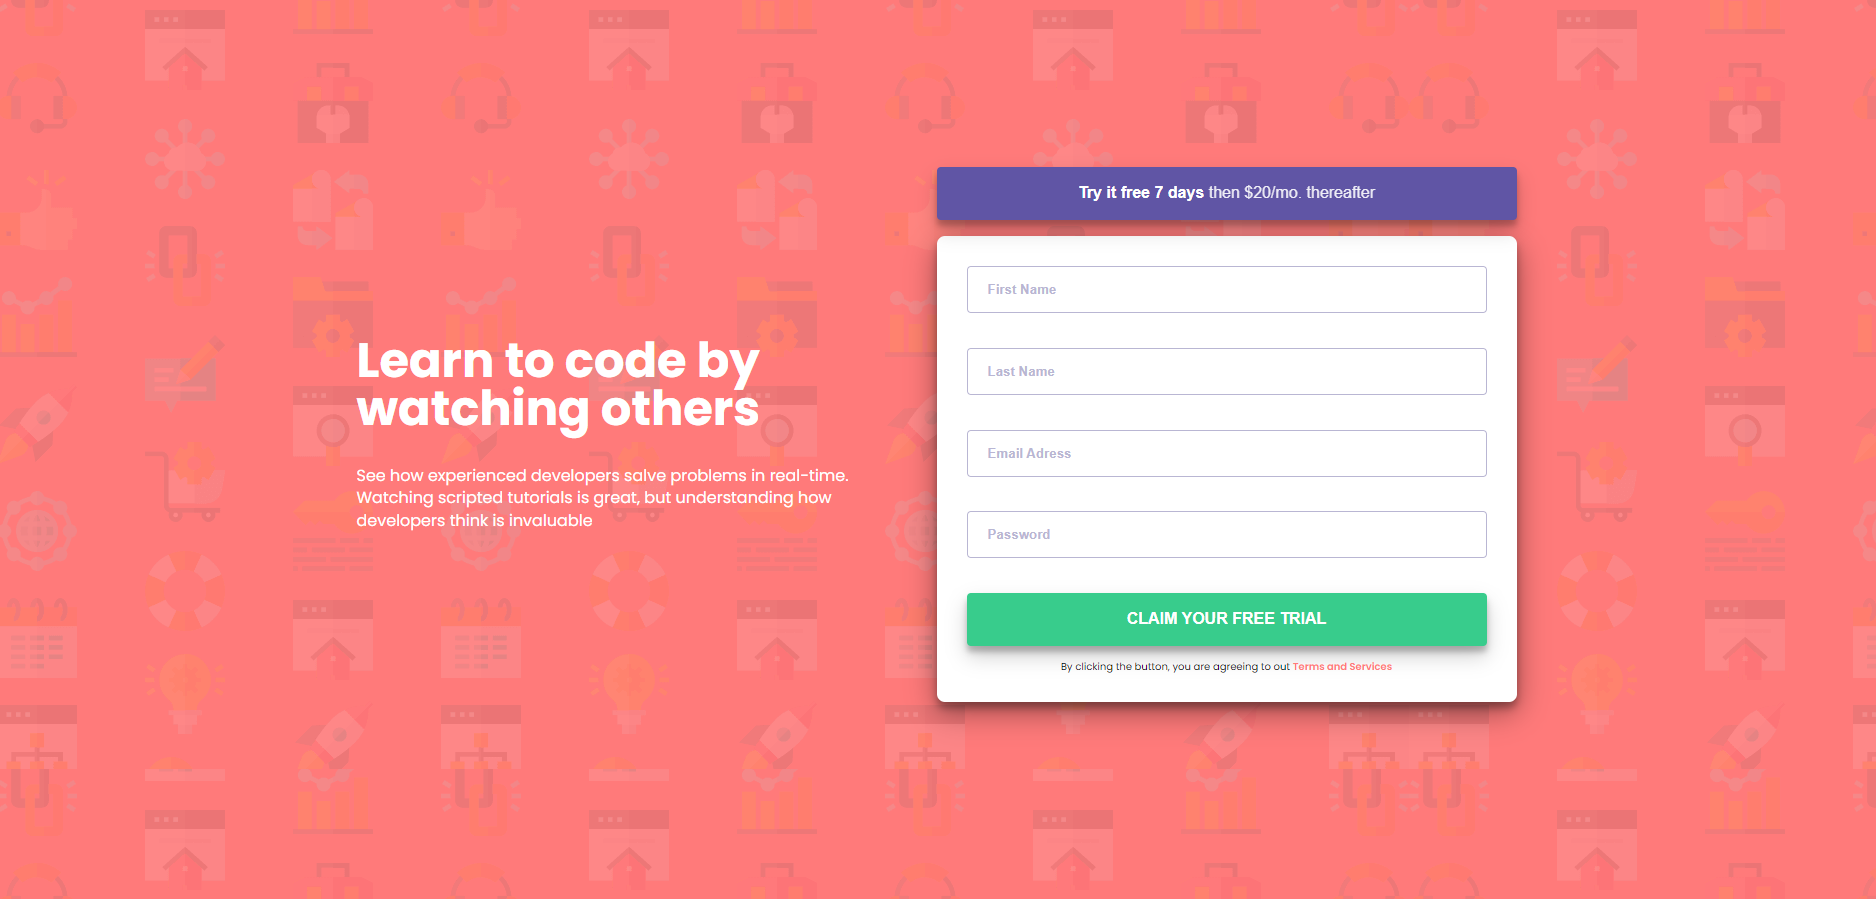 Learn to code by
watching others
See how experienced developers salve problems in real-time.
Watching scripted tutorials is great, but understanding how
developers think is invaluable
Try it free 7 days then $20/mo. thereafter
First Name
Last Name
Email Adress
Password
CLAIM YOUR FREE TRIAL
By clicking the button, you are agreeing to out Terms and Services